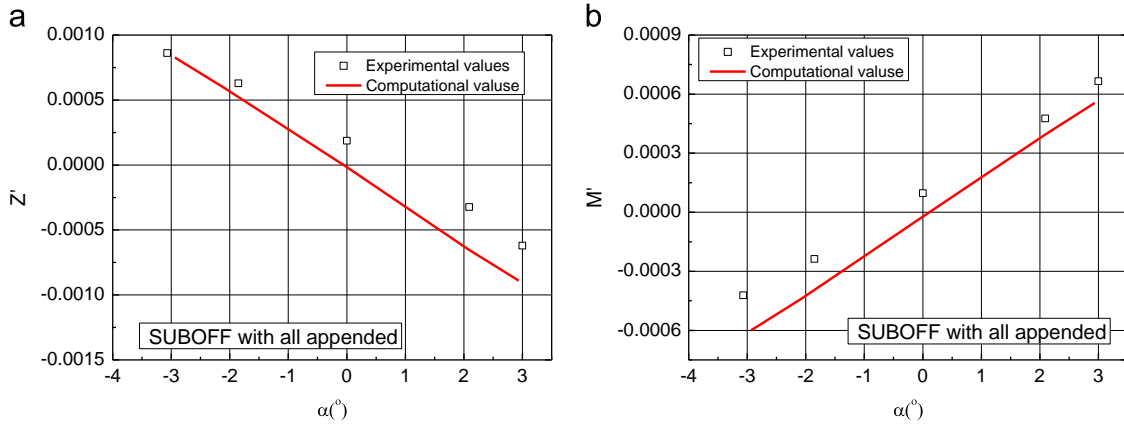 a
0.0010
0.0005
0.0000
-0.0005
-0.0010
-0.0015
Z'
Experimental values
Computational valuse
SUBOFF with all appended
-4 -3 -2 -1 0 1 2 3
α(°)
b
0.0009
0.0006
0.0003
0.0000
-0.0003
-0.0006
M'
Experimental values
Computational valuse
SUBOFF with all appended
-4 -3 -2 -1 0 1 2 3
α(°)